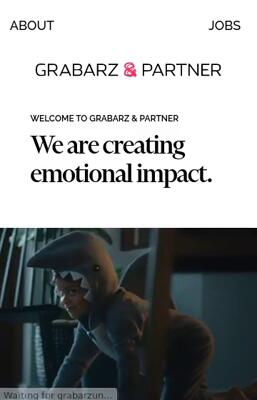 ABOUT JOBS
GRABARZ & PARTNER
WELCOME TO GRABARZ & PARTNER
We are creating
emotional impact.
Waiting for grabarzun...